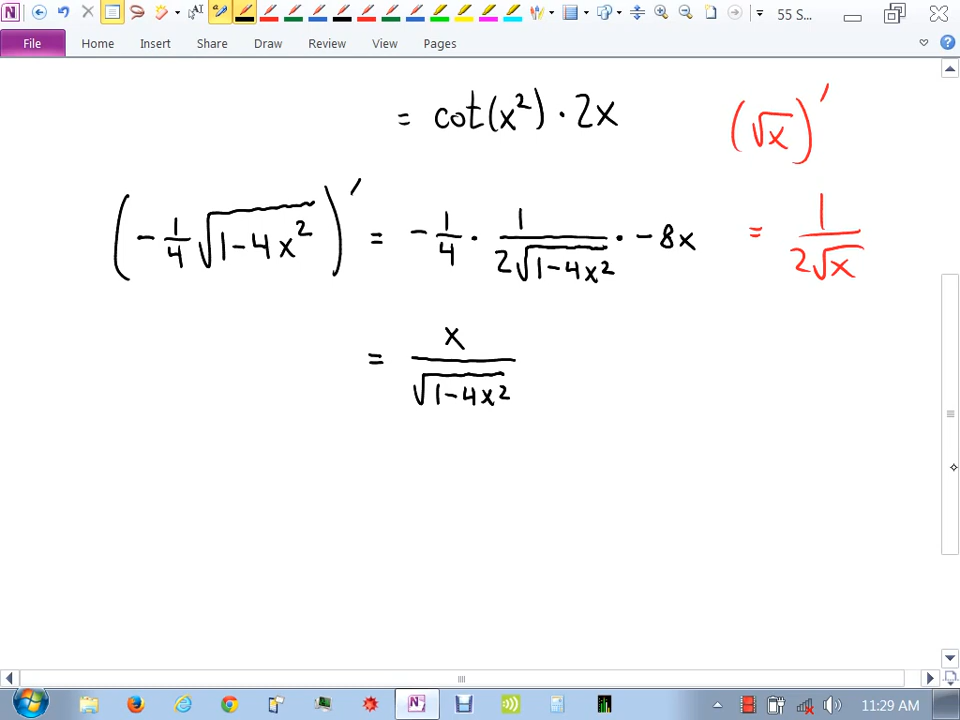 55 S...
File Home Insert Share Draw Review View Pages
= cot(x²) · 2x
(√x)′
(-1/4 √(1-4x²))′ = -1/4 · 1/(2√(1-4x²)) · -8x
= 1/(2√x)
= x/√(1-4x²)
11:29 AM